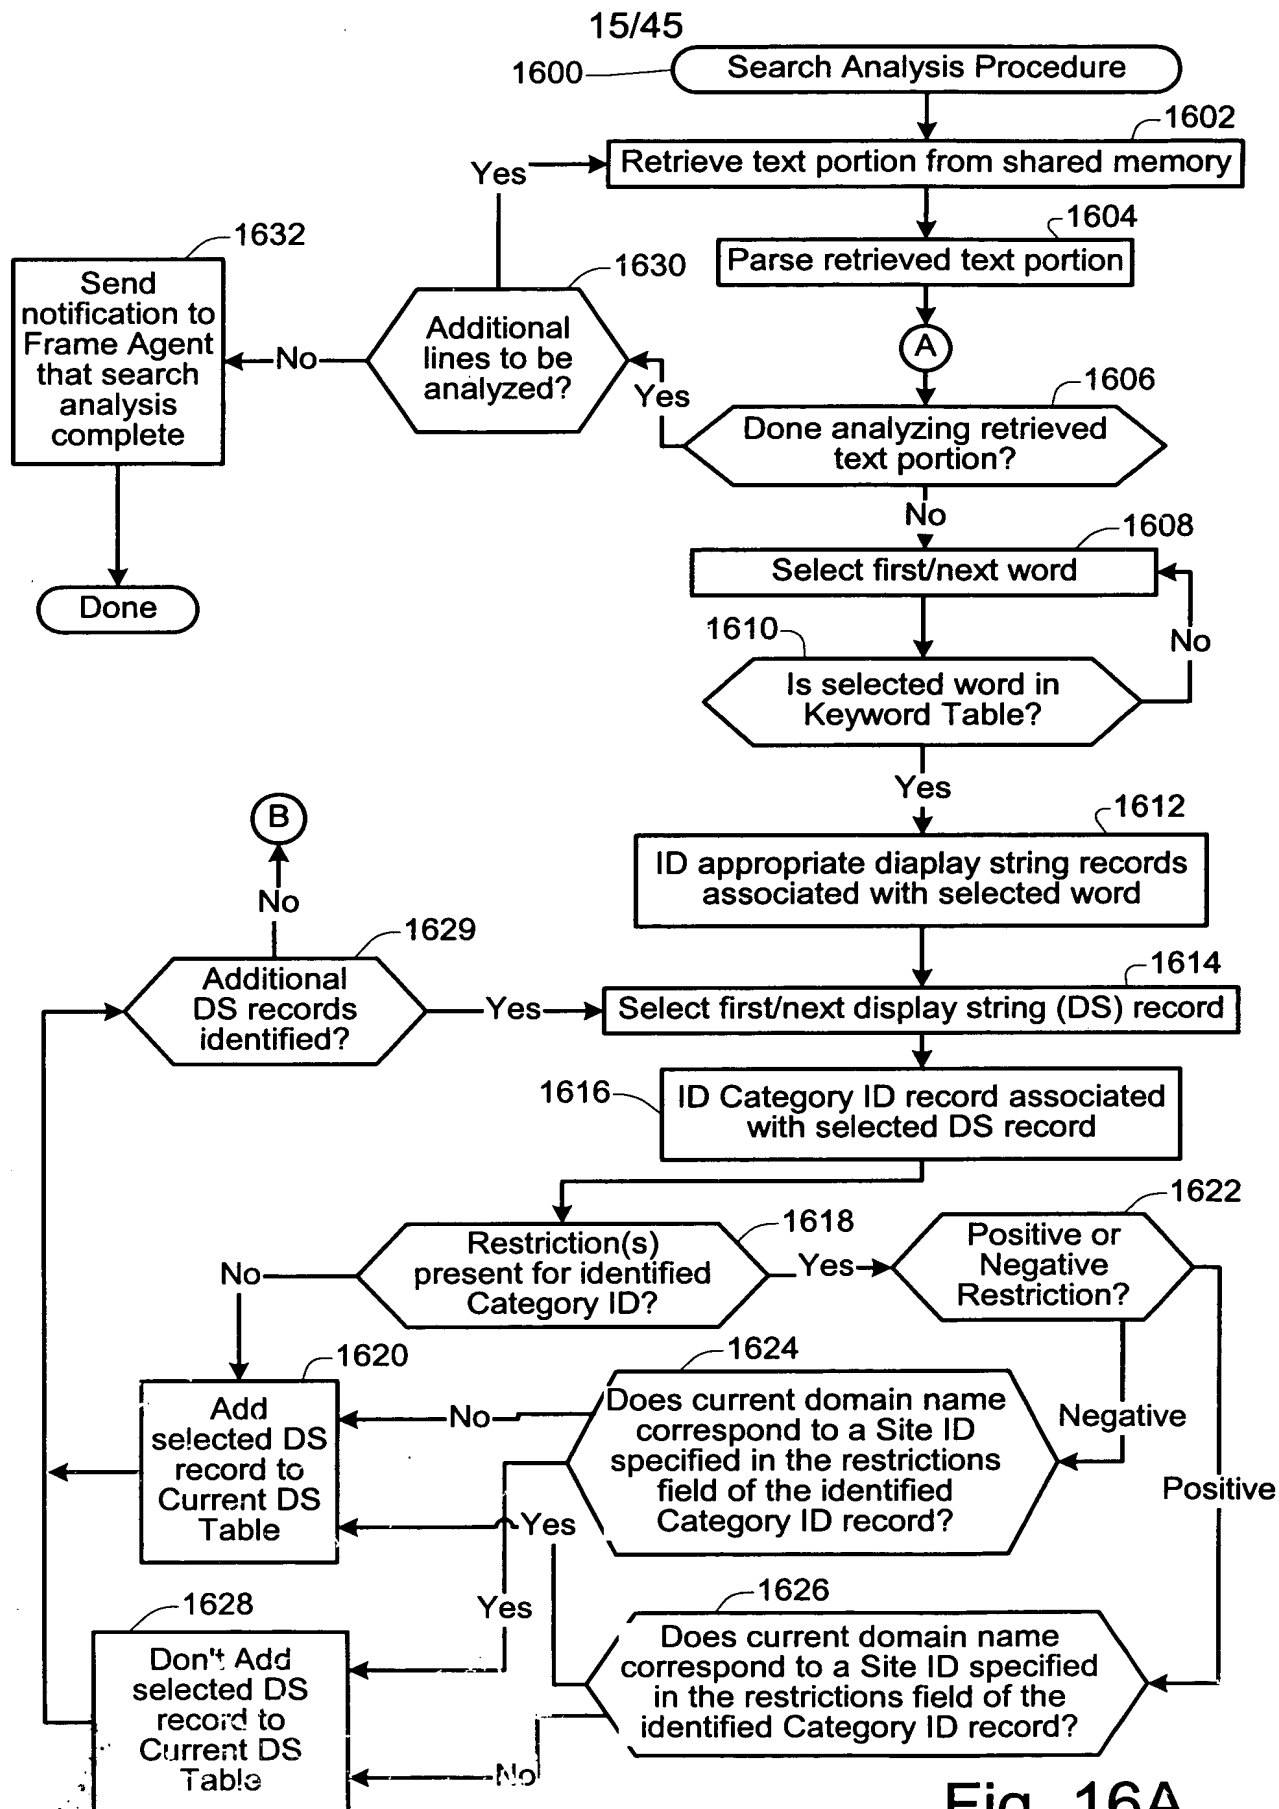 15/45
1600
Search Analysis Procedure
1602
Retrieve text portion from shared memory
Yes
1604
Parse retrieved text portion
1632
Send
notification to
Frame Agent
that search
analysis
complete
1630
Additional
lines to be
analyzed?
No
Yes
A
1606
Done analyzing retrieved
text portion?
No
1608
Select first/next word
Done
1610
Is selected word in
Keyword Table?
No
Yes
B
1612
ID appropriate diaplay string records
associated with selected word
No
1629
Additional
DS records
identified?
Yes
1614
Select first/next display string (DS) record
1616
ID Category ID record associated
with selected DS record
1618
Restriction(s)
present for identified
Category ID?
No
Yes
1622
Positive or
Negative
Restriction?
1620
Add
selected DS
record to
Current DS
Table
1624
Does current domain name
correspond to a Site ID
specified in the restrictions
field of the identified
Category ID record?
No
Negative
Positive
Yes
Yes
1628
Don't Add
selected DS
record to
Current DS
Table
1626
Does current domain name
correspond to a Site ID specified
in the restrictions field of the
identified Category ID record?
No
Fig. 16A